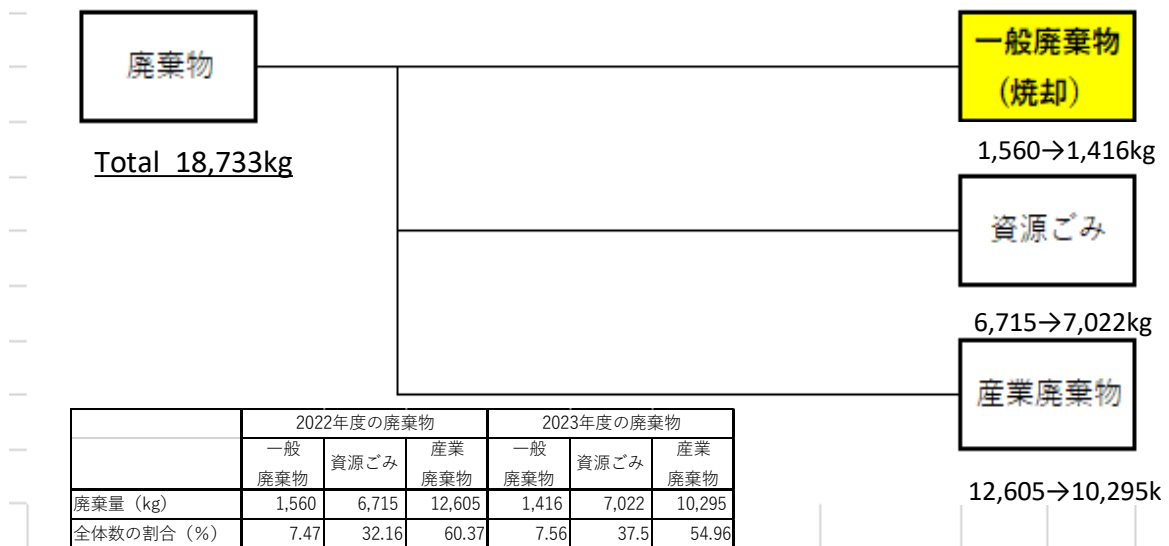 廃棄物
Total 18,733kg
一般廃棄物
(焼却)
1,560→1,416kg
資源ごみ
6,715→7,022kg
産業廃棄物
12,605→10,295k
2022年度の廃棄物 2023年度の廃棄物
一般廃棄物 資源ごみ 産業廃棄物 一般廃棄物 資源ごみ 産業廃棄物
廃棄量（kg） 1,560 6,715 12,605 1,416 7,022 10,295
全体数の割合（%） 7.47 32.16 60.37 7.56 37.5 54.96